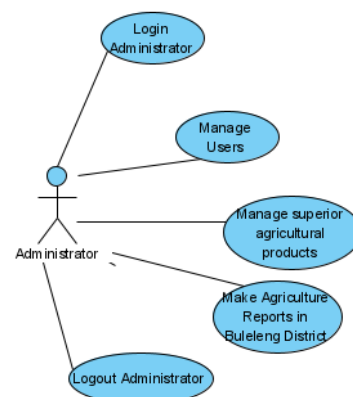 Login
Administrator
Manage
Users
Manage superior
agricultural
products
Administrator
Make Agriculture
Reports in
Buleleng District
Logout Administrator